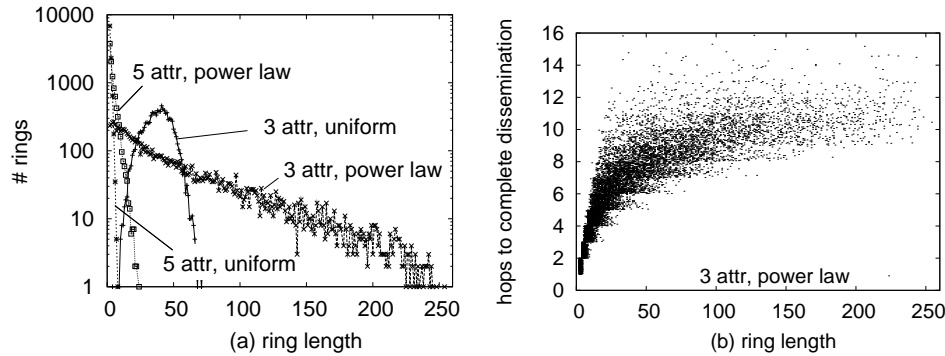 # rings
10000
1000
100
10
1
5 attr, power law
3 attr, uniform
3 attr, power law
5 attr, uniform
0 50 100 150 200 250
(a) ring length
hops to complete dissemination
16
14
12
10
8
6
4
2
0
3 attr, power law
0 50 100 150 200 250
(b) ring length